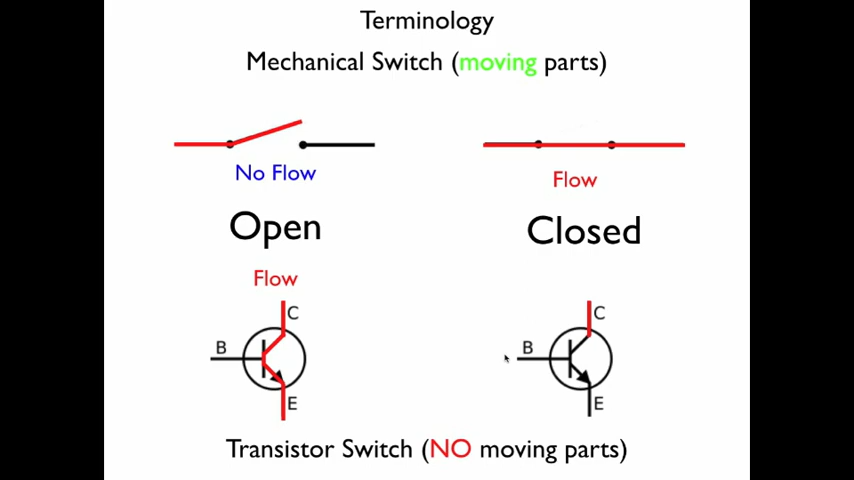 Terminology
Mechanical Switch (moving parts)
No Flow
Flow
Open
Closed
Flow
C
B
E
C
B
E
Transistor Switch (NO moving parts)